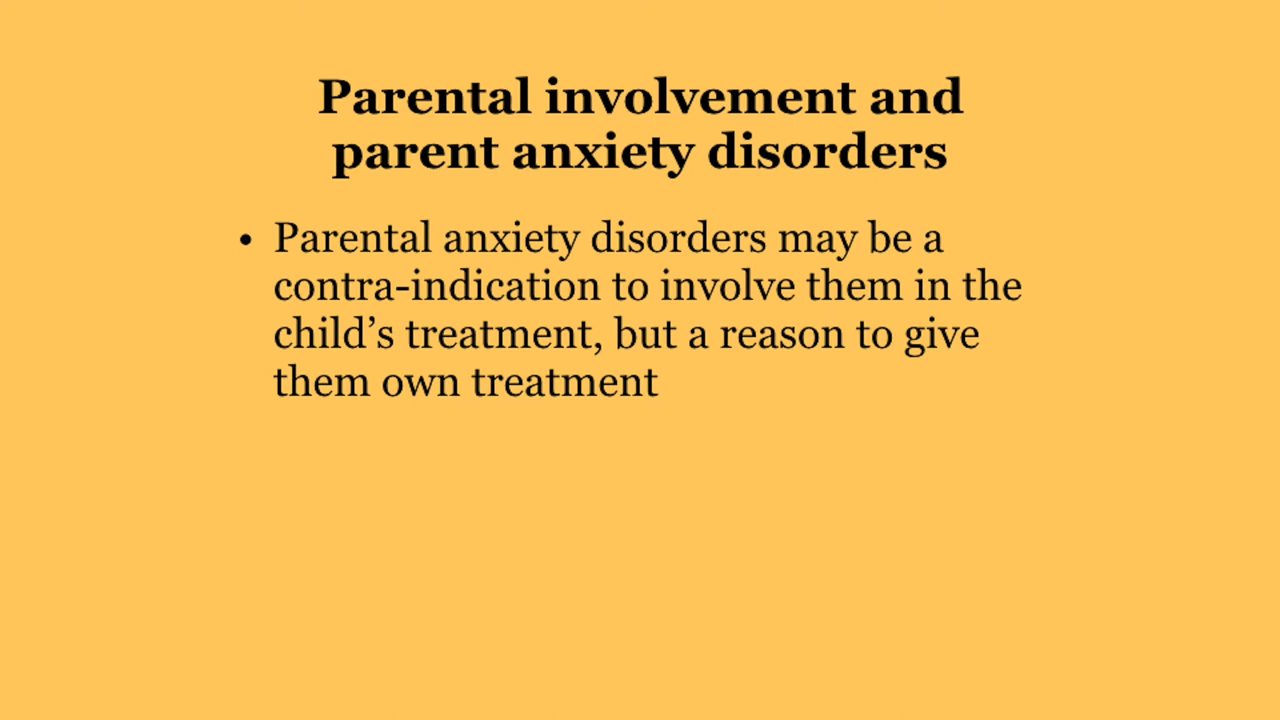 Parental involvement and
parent anxiety disorders
• Parental anxiety disorders may be a
contra-indication to involve them in the
child’s treatment, but a reason to give
them own treatment